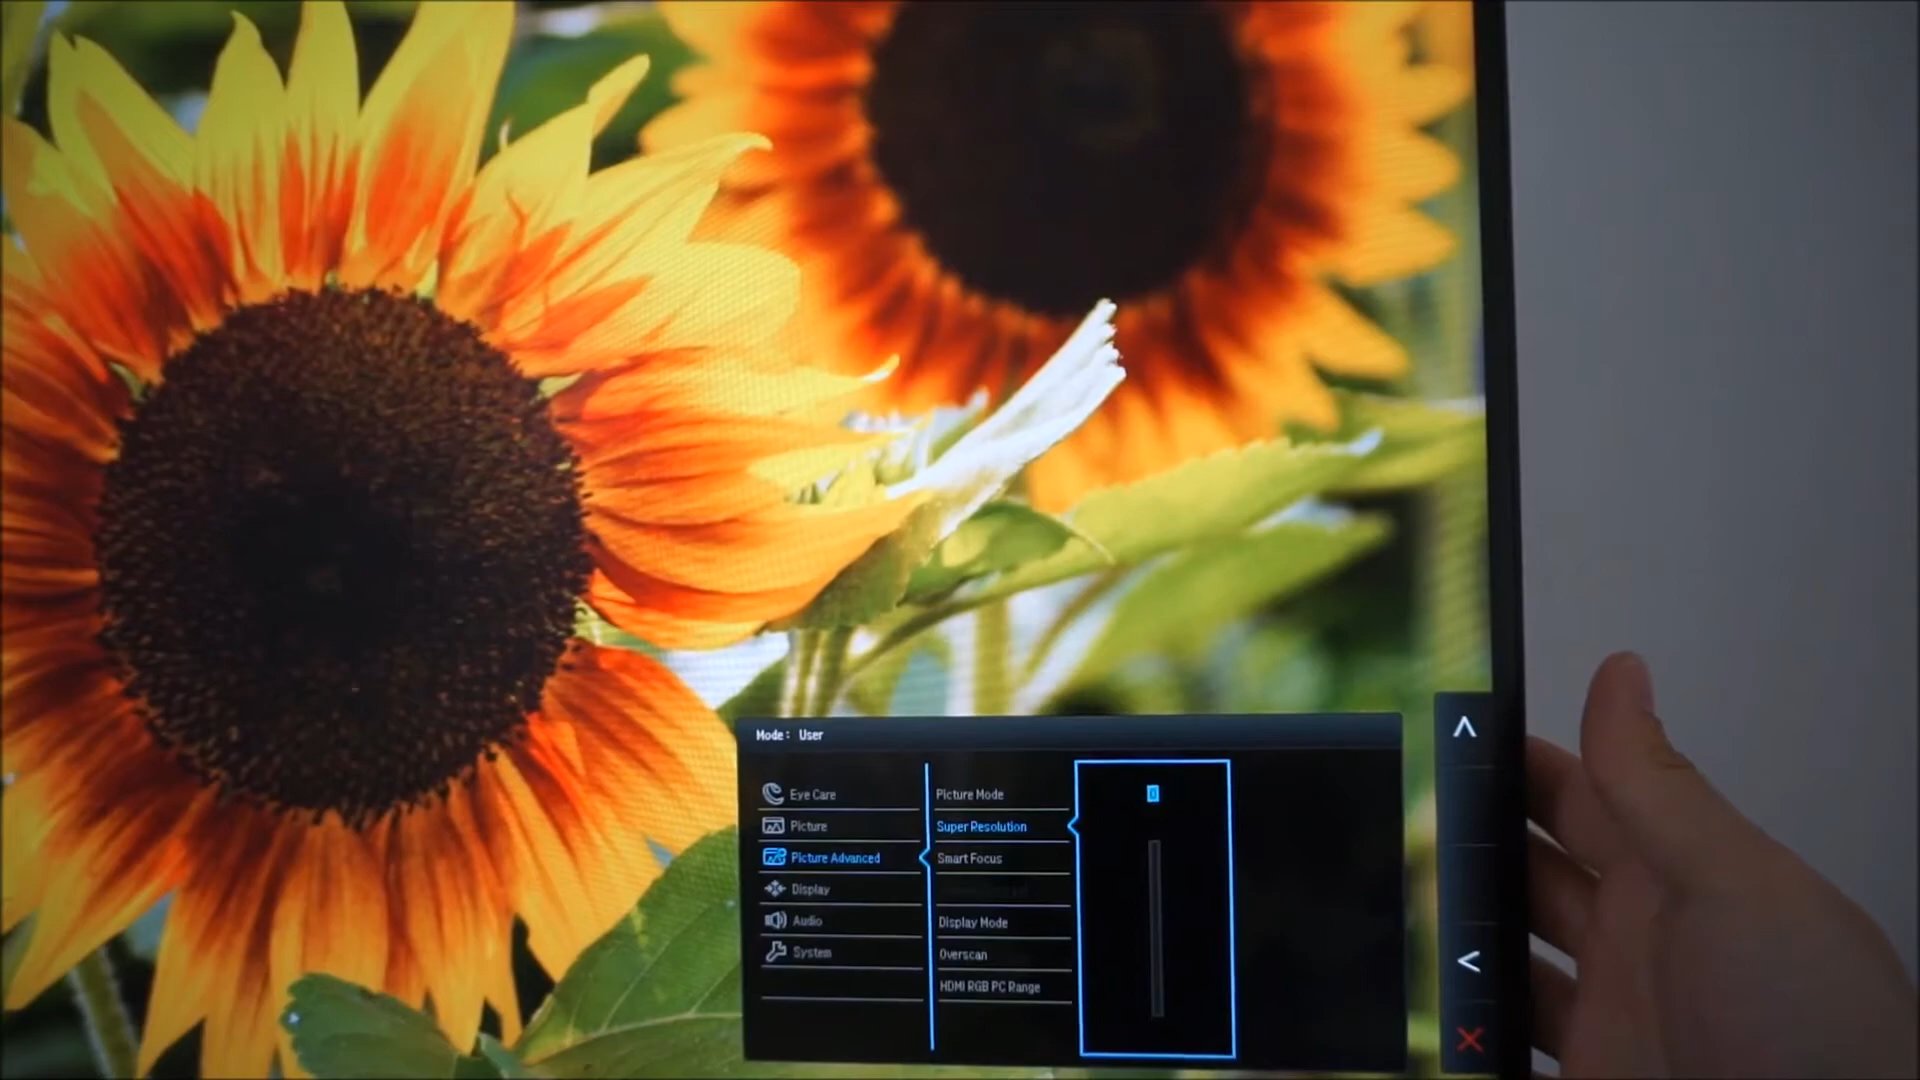 Mode: User
Eye Care
Picture
Picture Advanced
Display
Audio
System
Picture Mode
Super Resolution
Smart Focus
Display Mode
Overscan
HDMI RGB PC Range
0